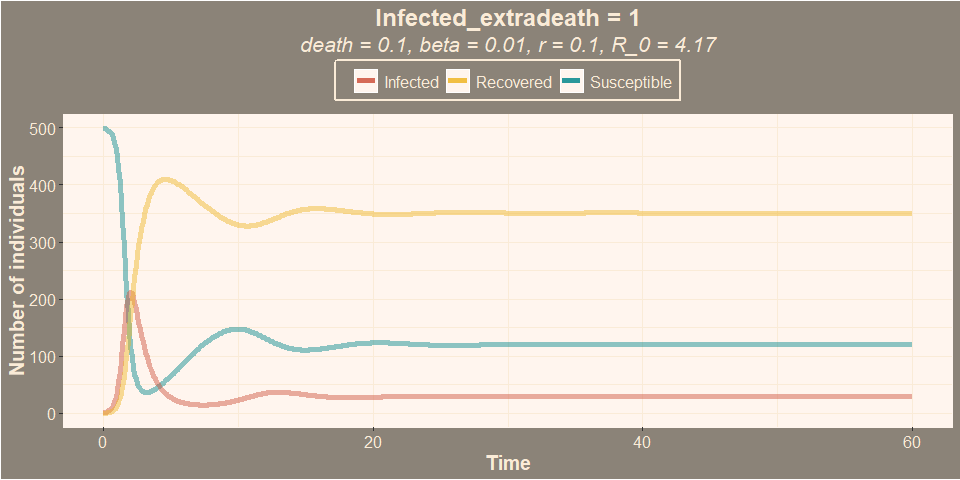 Infected_extradeath = 1
death = 0.1, beta = 0.01, r = 0.1, R_0 = 4.17
Infected Recovered Susceptible
Number of individuals
500
400
300
200
100
0
0 20 40 60
Time